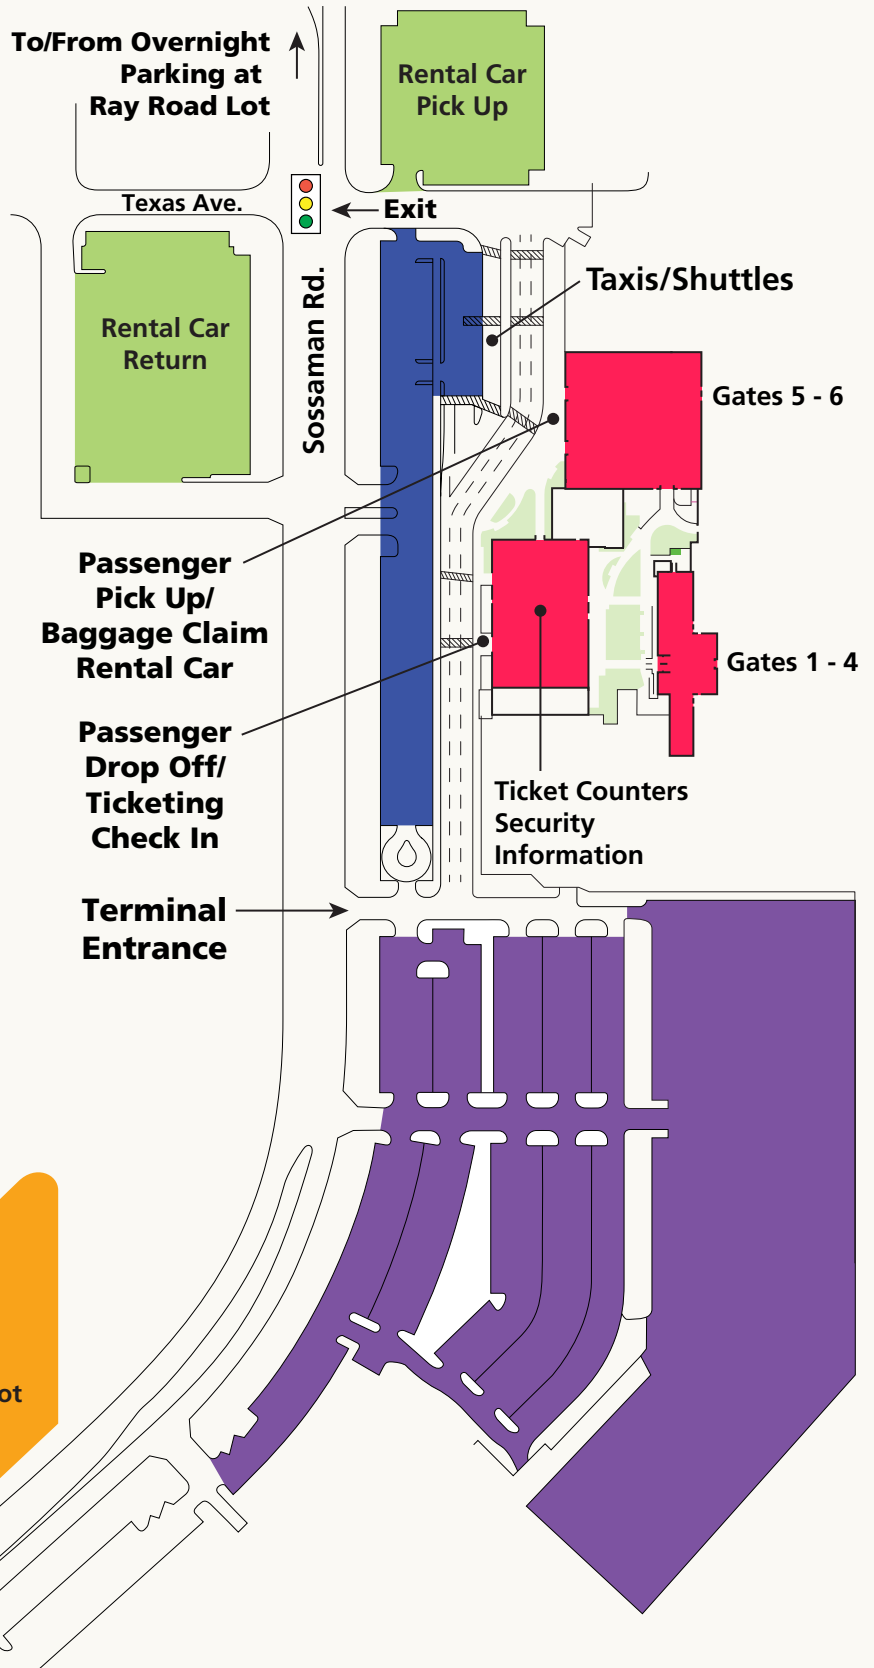 To/From Overnight
Parking at
Ray Road Lot
Rental Car
Pick Up
Texas Ave.
Exit
Taxis/Shuttles
Rental Car
Return
Sossaman Rd.
Gates 5 - 6
Passenger
Pick Up/
Baggage Claim
Rental Car
Gates 1 - 4
Passenger
Drop Off/
Ticketing
Check In
Ticket Counters
Security
Information
Terminal
Entrance
ot